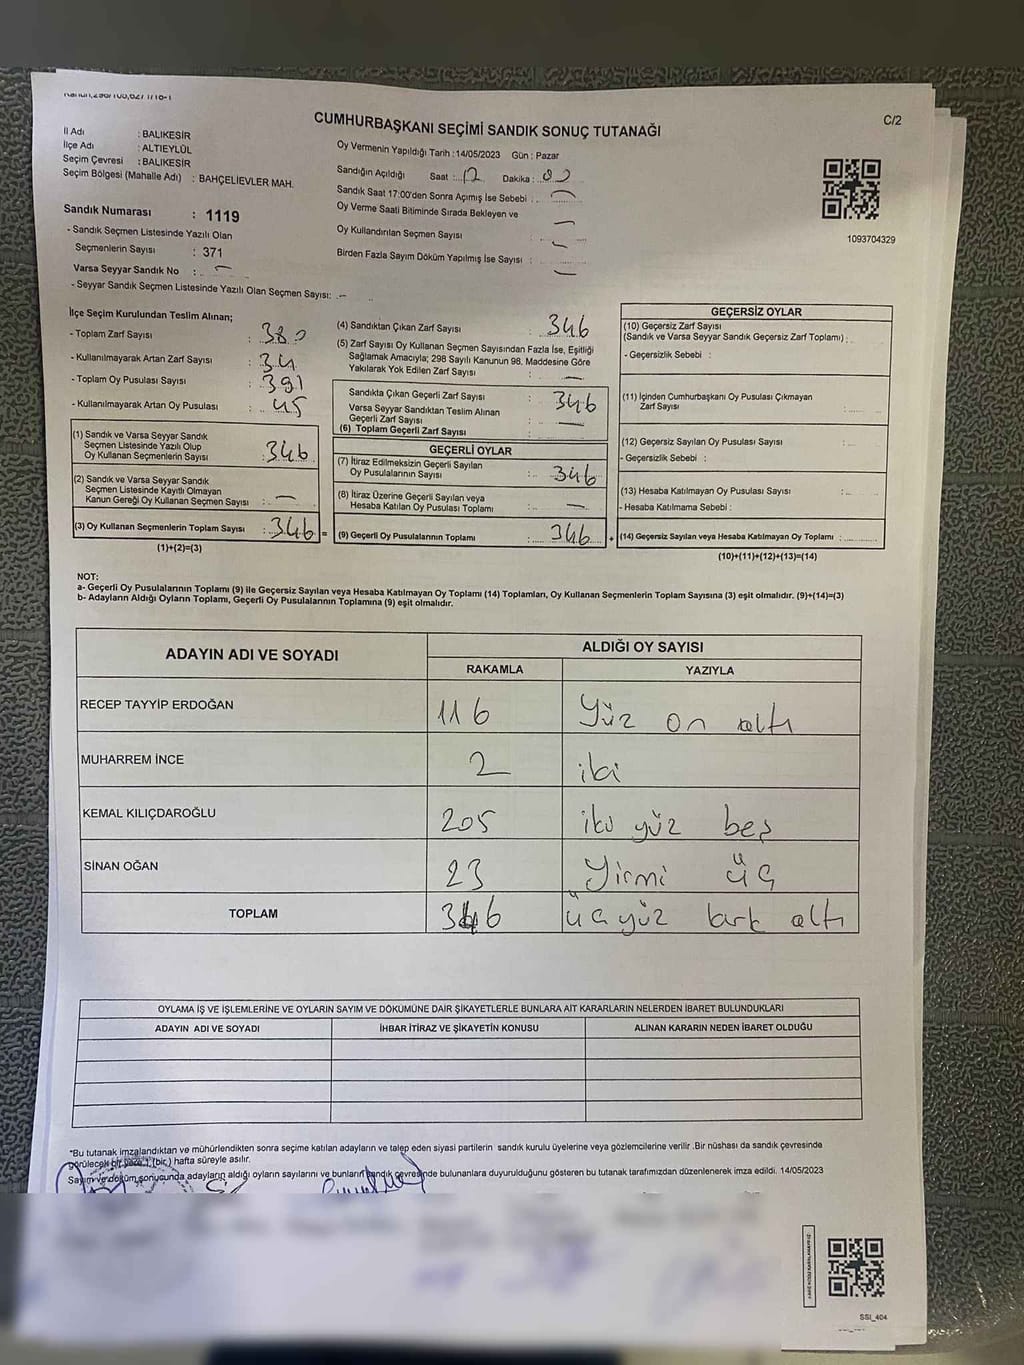 C/2
CUMHURBAŞKANI SEÇİMİ SANDIK SONUÇ TUTANAĞI
İl Adı : BALIKESİR
İlçe Adı : ALTIEYLÜL
Seçim Çevresi : BALIKESİR
Seçim Bölgesi (Mahalle Adı) : BAHÇELİEVLER MAH.
Sandık Numarası : 1119
- Sandık Seçmen Listesinde Yazılı Olan
Seçmenlerin Sayısı : 371
Varsa Seyyar Sandık No : —
- Seyyar Sandık Seçmen Listesinde Yazılı Olan Seçmen Sayısı: —
Oy Vermenin Yapıldığı Tarih :14/05/2023 Gün : Pazar
Sandığın Açıldığı Saat : Dakika :
Sandık Saat 17:00'den Sonra Açımış İse Sebebi : —
Oy Verme Saati Bitiminde Sırada Bekleyen ve
Oy Kullandırılan Seçmen Sayısı : —
Birden Fazla Sayım Döküm Yapılmış İse Sayısı : —
1093704329
İlçe Seçim Kurulundan Teslim Alınan;
- Toplam Zarf Sayısı : 380
- Kullanılmayarak Artan Zarf Sayısı : 34
- Toplam Oy Pusulası Sayısı : 391
- Kullanılmayarak Artan Oy Pusulası : 45
(1) Sandık ve Varsa Seyyar Sandık
Seçmen Listesinde Yazılı Olup
Oy Kullanan Seçmenlerin Sayısı : 346
(2) Sandık ve Varsa Seyyar Sandık
Seçmen Listesinde Kayıtlı Olmayan
Kanun Gereği Oy Kullanan Seçmen Sayısı : —
(3) Oy Kullanan Seçmenlerin Toplam Sayısı : 346 =
(1)+(2)=(3)
(4) Sandıktan Çıkan Zarf Sayısı : 346
(5) Zarf Sayısı Oy Kullanan Seçmen Sayısından Fazla İse, Eşitliği
Sağlamak Amacıyla; 298 Sayılı Kanunun 98. Maddesine Göre
Yakılarak Yok Edilen Zarf Sayısı : —
Sandıkta Çıkan Geçerli Zarf Sayısı : 346
Varsa Seyyar Sandıktan Teslim Alınan
Geçerli Zarf Sayısı : —
(6) Toplam Geçerli Zarf Sayısı :
GEÇERLİ OYLAR
(7) İtiraz Edilmeksizin Geçerli Sayılan
Oy Pusulalarının Sayısı : 346
(8) İtiraz Üzerine Geçerli Sayılan veya
Hesaba Katılan Oy Pusulası Toplamı : —
(9) Geçerli Oy Pusulalarının Toplamı : 346 +
GEÇERSİZ OYLAR
(10) Geçersiz Zarf Sayısı
(Sandık ve Varsa Seyyar Sandık Geçersiz Zarf Toplamı) :
- Geçersizlik Sebebi :
(11) İçinden Cumhurbaşkanı Oy Pusulası Çıkmayan
Zarf Sayısı :
(12) Geçersiz Sayılan Oy Pusulası Sayısı :
- Geçersizlik Sebebi :
(13) Hesaba Katılmayan Oy Pusulası Sayısı :
- Hesaba Katılmama Sebebi :
(14) Geçersiz Sayılan veya Hesaba Katılmayan Oy Toplamı :
(10)+(11)+(12)+(13)=(14)
NOT:
a- Geçerli Oy Pusulalarının Toplamı (9) ile Geçersiz Sayılan veya Hesaba Katılmayan Oy Toplamı (14) Toplamları, Oy Kullanan Seçmenlerin Toplam Sayısına (3) eşit olmalıdır. (9)+(14)=(3)
b- Adayların Aldığı Oyların Toplamı, Geçerli Oy Pusulalarının Toplamına (9) eşit olmalıdır.
ADAYIN ADI VE SOYADI ALDIĞI OY SAYISI
RAKAMLA YAZIYLA
RECEP TAYYİP ERDOĞAN 116 Yüz on altı
MUHARREM İNCE 2 iki
KEMAL KILIÇDAROĞLU 205 iki yüz beş
SİNAN OĞAN 23 Yirmi üç
TOPLAM 346 üçyüz kırk altı
OYLAMA İŞ VE İŞLEMLERİNE VE OYLARIN SAYIM VE DÖKÜMÜNE DAİR ŞİKAYETLERLE BUNLARA AİT KARARLARIN NELERDEN İBARET BULUNDUKLARI
ADAYIN ADI VE SOYADI İHBAR İTİRAZ VE ŞİKAYETİN KONUSU ALINAN KARARIN NEDEN İBARET OLDUĞU
*Bu tutanak imzalandıktan ve mühürlendikten sonra seçime katılan adayların ve talep eden siyasi partilerin sandık kurulu üyelerine veya gözlemcilerine verilir .Bir nüshası da sandık çevresinde
görülecek bir yere 1 (bir ) hafta süreyle asılır.
Sayım ve döküm sonucunda adayların aldığı oyların sayılarını ve bunların sandık çevresinde bulunanlara duyurulduğunu gösteren bu tutanak tarafımızdan düzenlenerek imza edildi. 14/05/2023
SSI_404